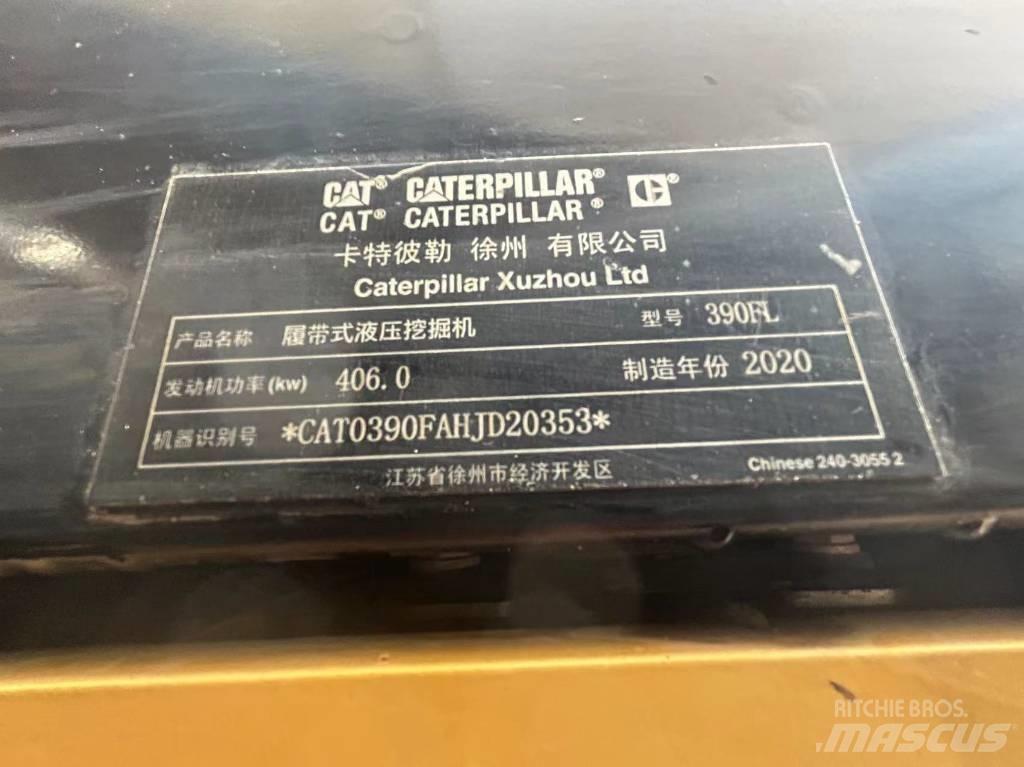 CAT® CATERPILLAR® ®
CAT® CATERPILLAR®
卡特彼勒 徐州 有限公司
Caterpillar Xuzhou Ltd
产品名称 履带式液压挖掘机 型号 390FL
发动机功率(kw) 406.0 制造年份 2020
机器识别号 *CAT0390FAHJD20353*
江苏省徐州市经济开发区 Chinese 240-3055 2
RITCHIE BROS.
MASCUS